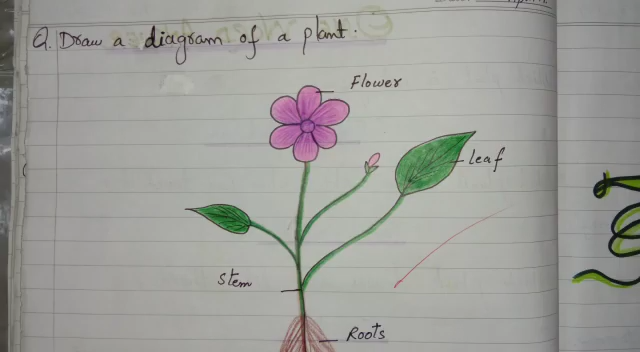 Q. Draw a diagram of a plant.
Flower
leaf
Stem
Roots